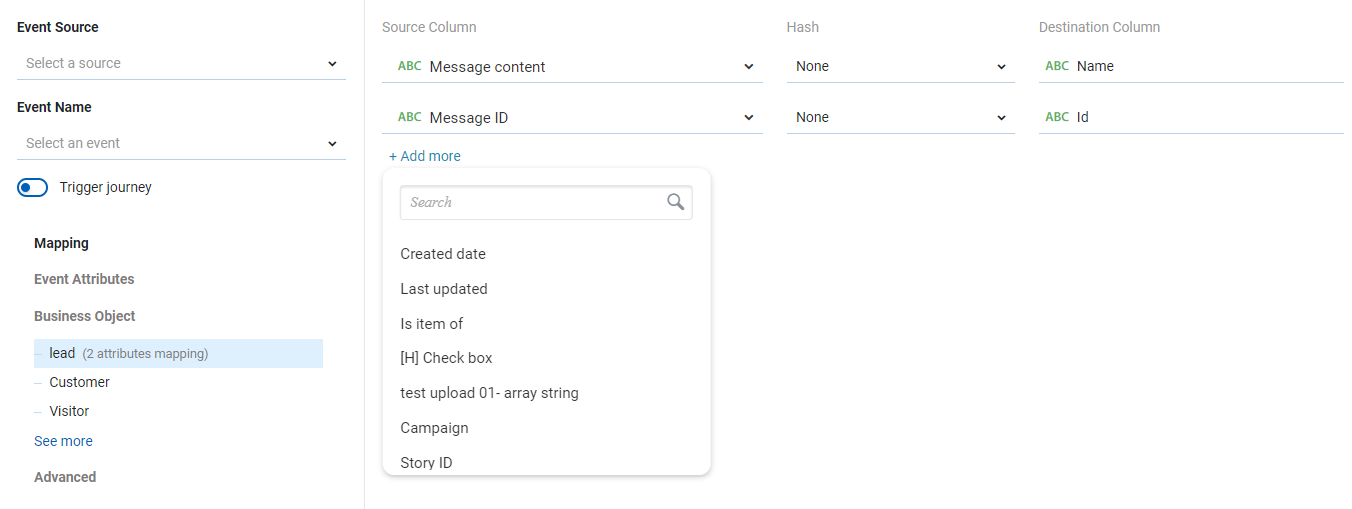 Event Source
Select a source
Event Name
Select an event
Trigger journey
Mapping
Event Attributes
Business Object
lead (2 attributes mapping)
Customer
Visitor
See more
Advanced
Source Column Hash Destination Column
ABC Message content None ABC Name
ABC Message ID None ABC Id
+ Add more
Search
Created date
Last updated
Is item of
[H] Check box
test upload 01- array string
Campaign
Story ID